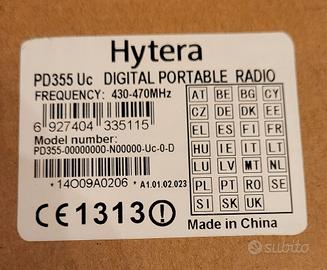 Hytera
PD355 Uc DIGITAL PORTABLE RADIO
FREQUENCY: 430-470MHz
6 927404 335115
Model number:
PD355-00000000-N00000-Uc-0-D
*14O09A0206 * A1.01.02.023
AT BE BG CY
CZ DE DK EE
EL ES FI FR
HU IE IT LT
LU LV MT NL
PL PT RO SE
SI SK UK
CE1313!
Made in China
subito